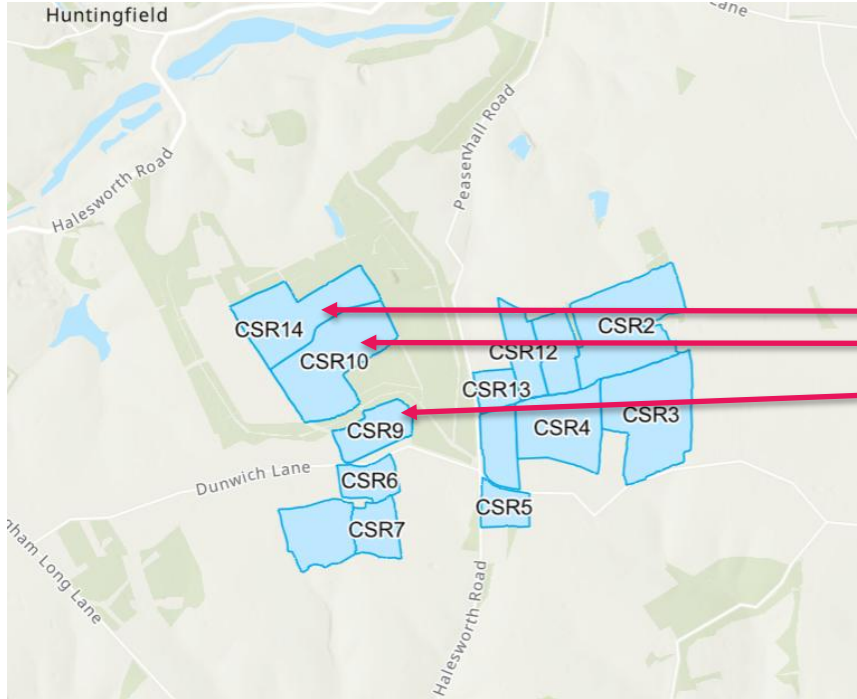 Huntingfield
Lane
Halesworth Road
Peasenhall Road
CSR14
CSR2
CSR10
CSR12
CSR13
CSR9
CSR4
CSR3
Dunwich Lane
CSR6
CSR5
CSR7
gham Long Lane
Halesworth Road